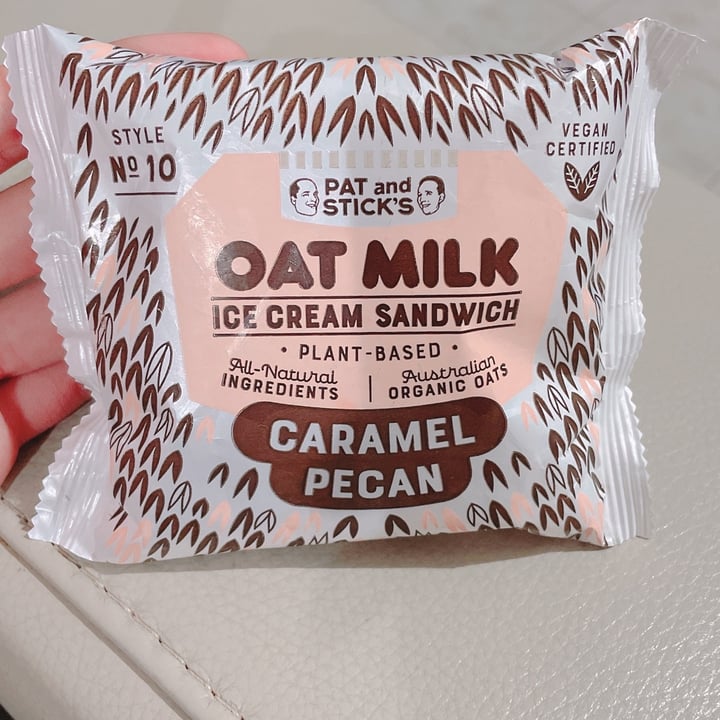 STYLE
Nº 10
VEGAN
CERTIFIED
PAT and
STICK'S
OAT MILK
ICE CREAM SANDWICH
• PLANT-BASED •
All-Natural
INGREDIENTS
Australian
ORGANIC OATS
CARAMEL
PECAN